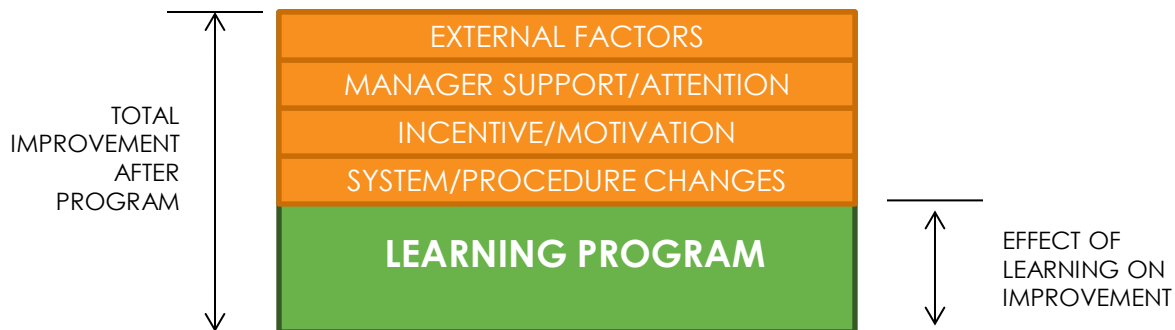 EXTERNAL FACTORS
MANAGER SUPPORT/ATTENTION
INCENTIVE/MOTIVATION
SYSTEM/PROCEDURE CHANGES
LEARNING PROGRAM
TOTAL
IMPROVEMENT
AFTER
PROGRAM
EFFECT OF
LEARNING ON
IMPROVEMENT